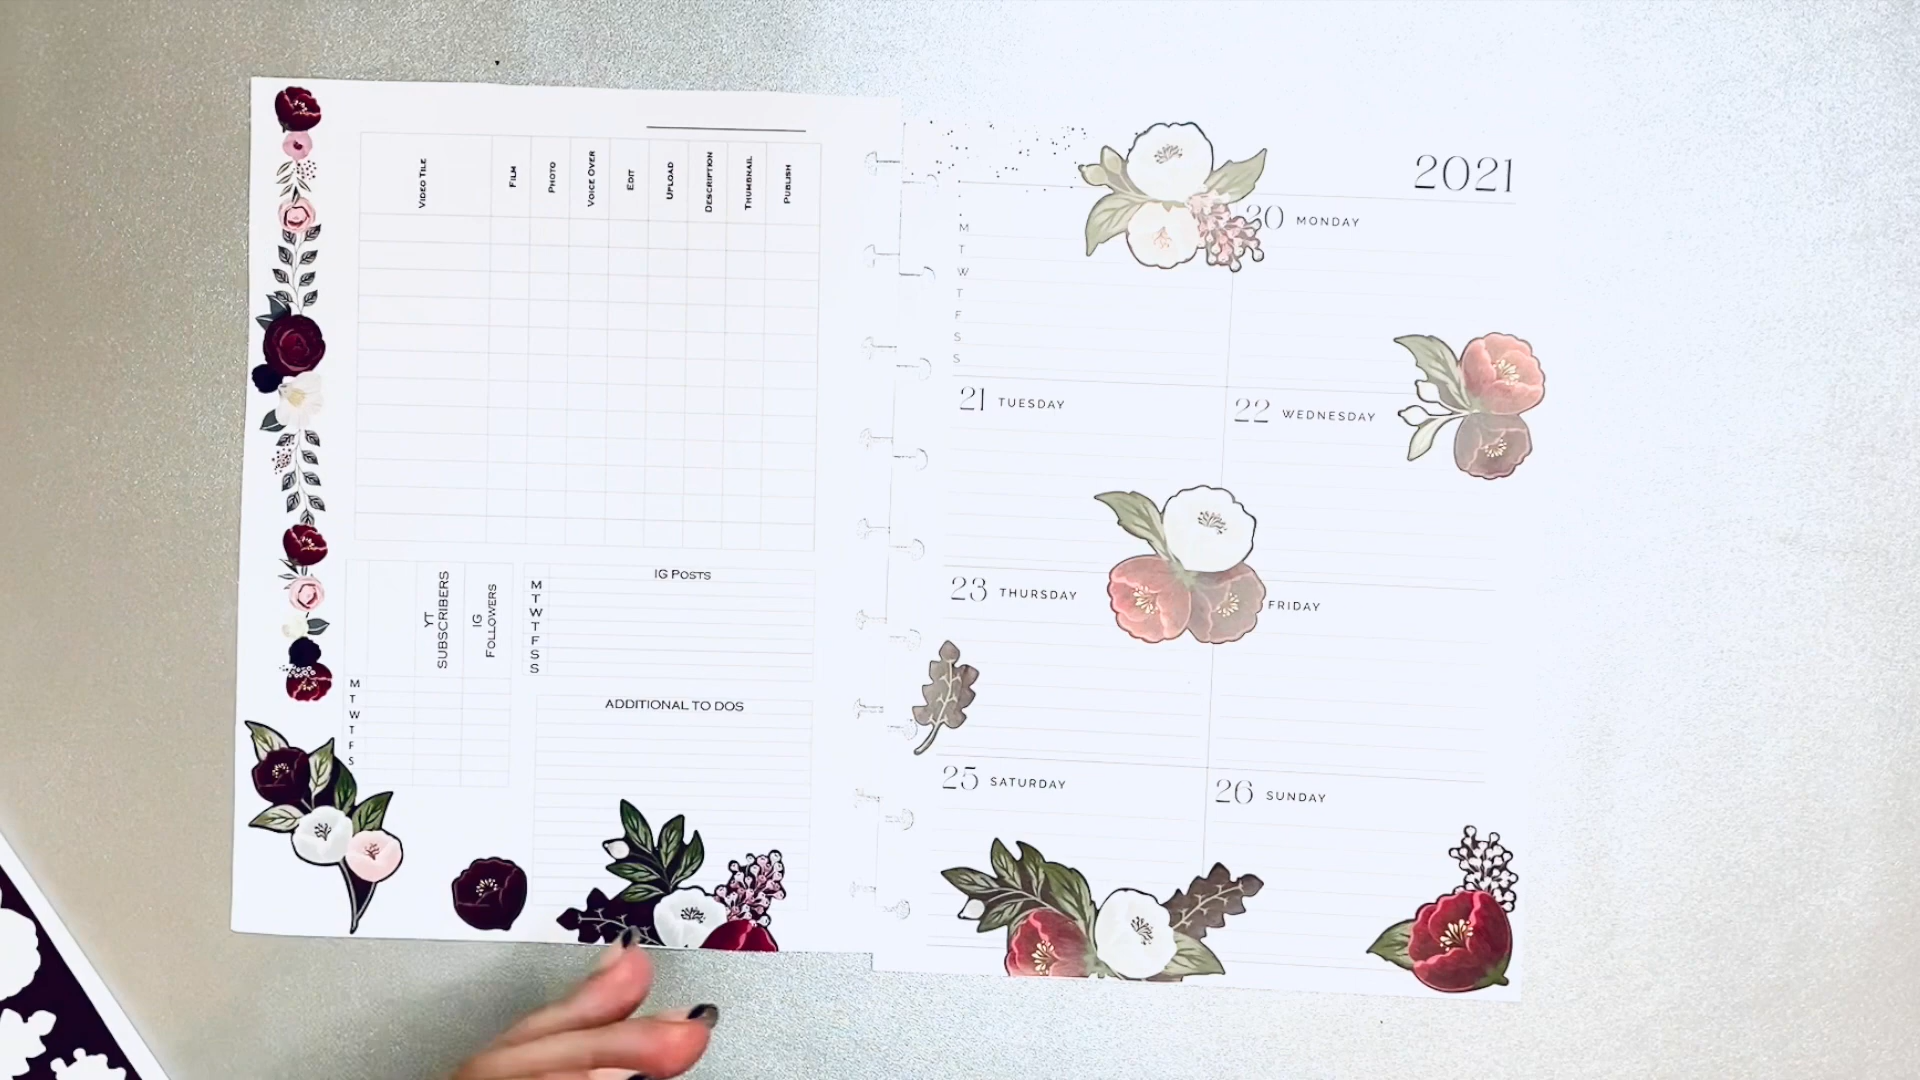 VIDEO TILE
FILM
PHOTO
VOICE OVER
EDIT
UPLOAD
DESCRIPTION
THUMBNAIL
PUBLISH
YT
SUBSCRIBERS
IG
FOLLOWERS
M
T
W
T
F
S
IG POSTS
M
T
W
T
F
S
S
ADDITIONAL TO DOS
2021
M
T
W
T
F
S
S
20 MONDAY
21 TUESDAY
22 WEDNESDAY
23 THURSDAY
FRIDAY
25 SATURDAY
26 SUNDAY